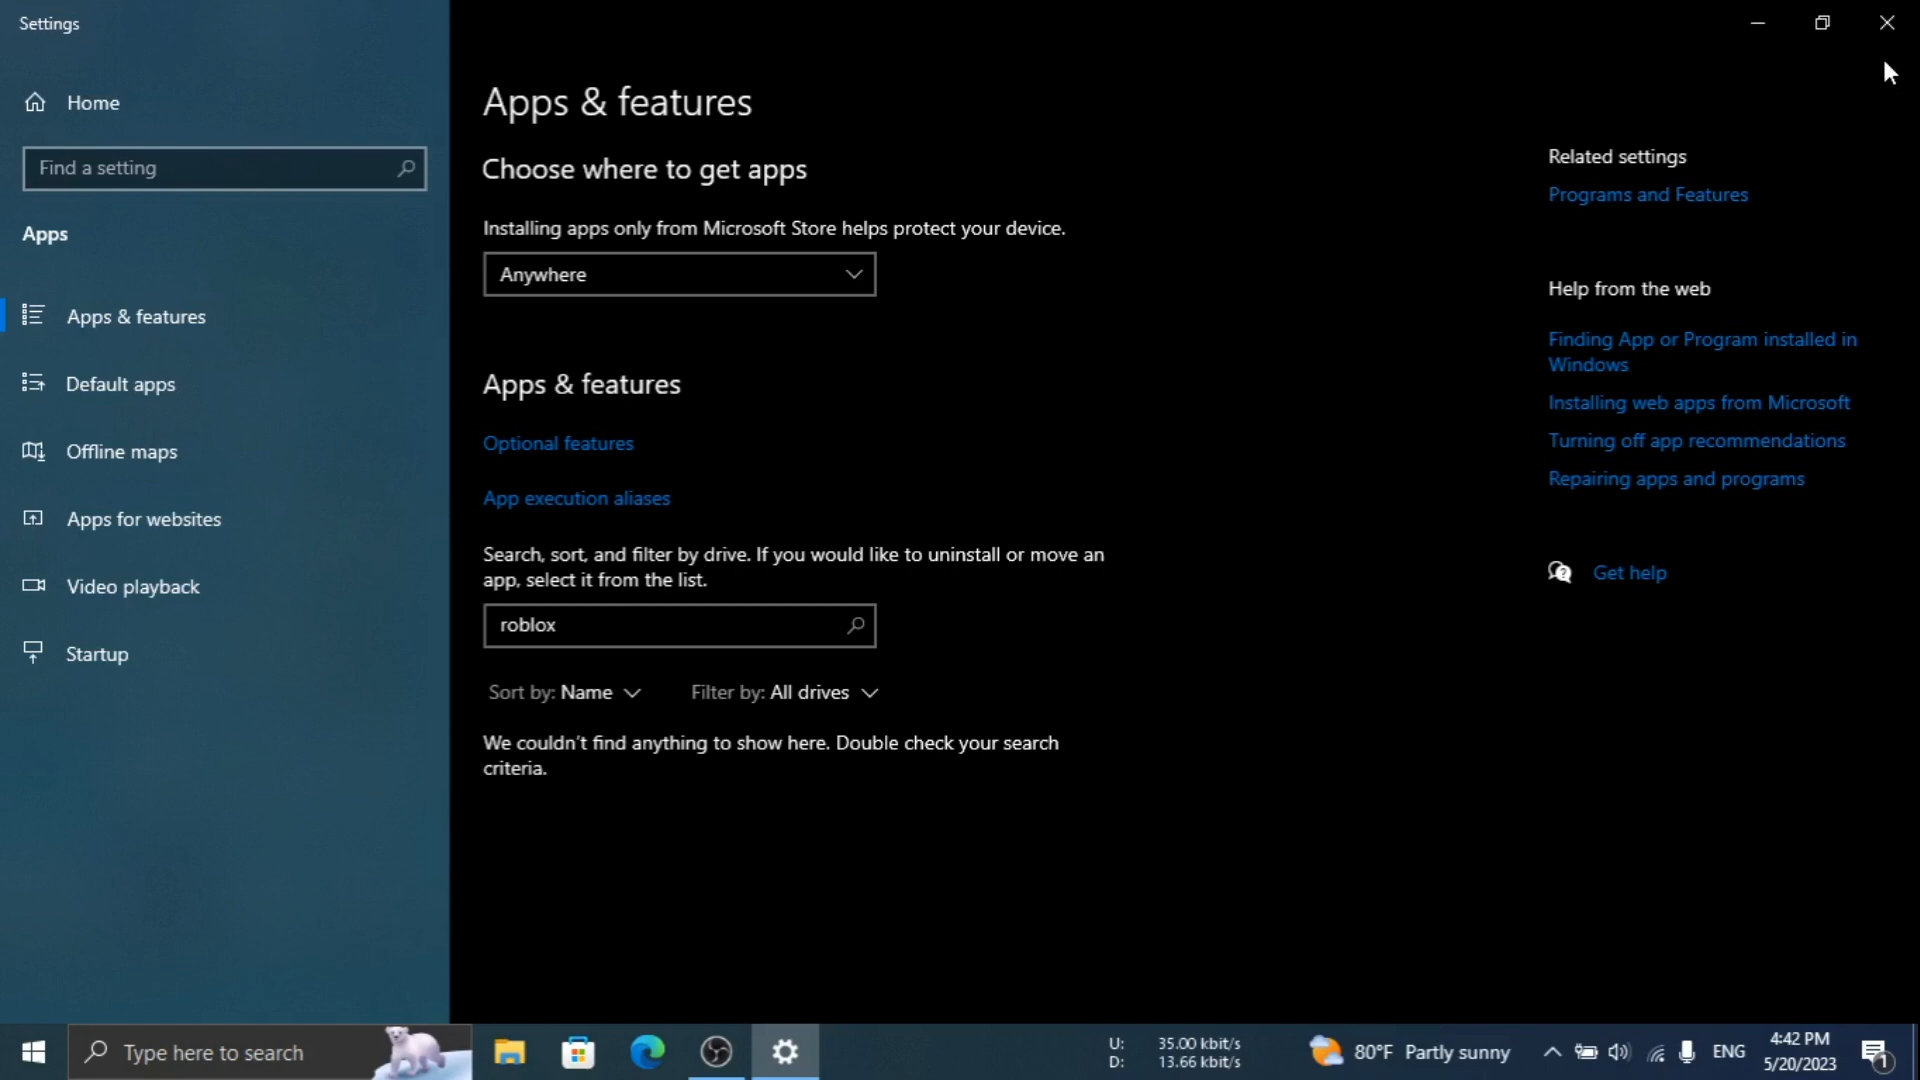 Settings
Home
Find a setting
Apps
Apps & features
Default apps
Offline maps
Apps for websites
Video playback
Startup
Apps & features
Choose where to get apps
Installing apps only from Microsoft Store helps protect your device.
Anywhere
Apps & features
Optional features
App execution aliases
Search, sort, and filter by drive. If you would like to uninstall or move an
app, select it from the list.
roblox
Sort by: Name
Filter by: All drives
We couldn't find anything to show here. Double check your search
criteria.
Related settings
Programs and Features
Help from the web
Finding App or Program installed in
Windows
Installing web apps from Microsoft
Turning off app recommendations
Repairing apps and programs
Get help
Type here to search
U: 35.00 kbit/s
D: 13.66 kbit/s
80°F Partly sunny
ENG
4:42 PM
5/20/2023
1